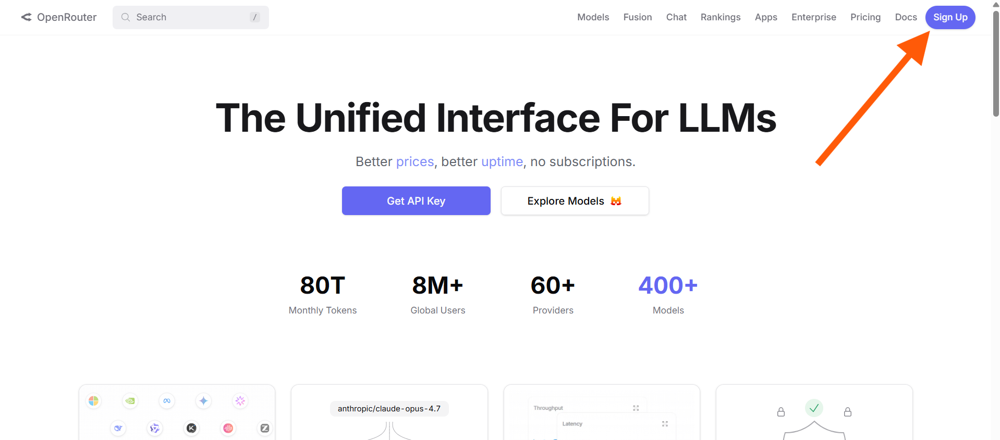 OpenRouter
Search
/
Models
Fusion
Chat
Rankings
Apps
Enterprise
Pricing
Docs
Sign Up
The Unified Interface For LLMs
Better prices, better uptime, no subscriptions.
Get API Key
Explore Models
80T
Monthly Tokens
8M+
Global Users
60+
Providers
400+
Models
anthropic/claude-opus-4.7
Throughput
Latency